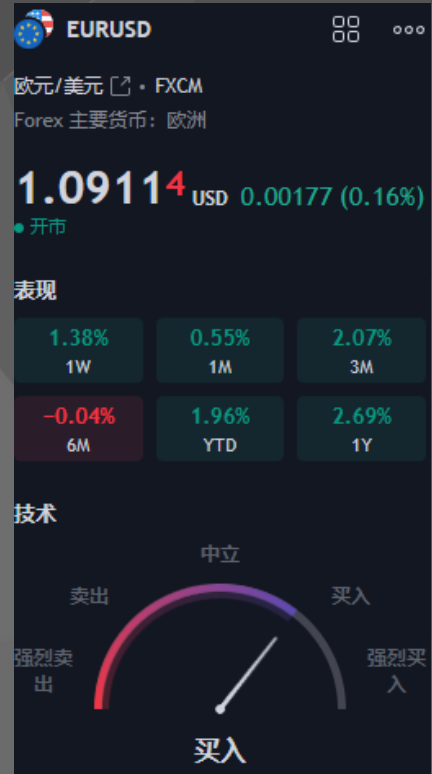 EURUSD
欧元/美元 • FXCM
Forex 主要货币：欧洲
1.09114 USD 0.00177 (0.16%)
开市
表现
1.38% 0.55% 2.07%
1W 1M 3M
−0.04% 1.96% 2.69%
6M YTD 1Y
技术
中立
卖出 买入
强烈卖出 强烈买入
买入